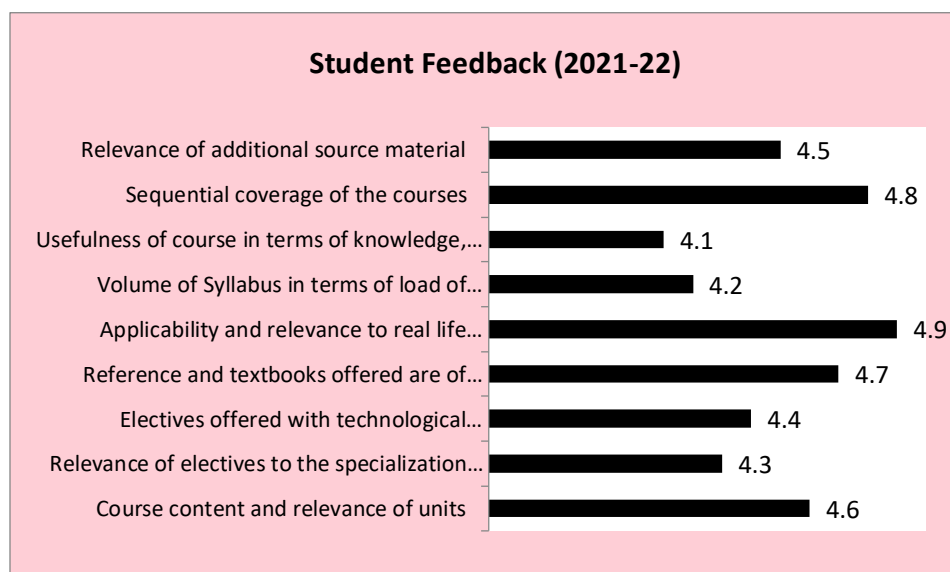 Student Feedback (2021-22)
Relevance of additional source material 4.5
Sequential coverage of the courses 4.8
Usefulness of course in terms of knowledge,... 4.1
Volume of Syllabus in terms of load of... 4.2
Applicability and relevance to real life... 4.9
Reference and textbooks offered are of... 4.7
Electives offered with technological... 4.4
Relevance of electives to the specialization... 4.3
Course content and relevance of units 4.6